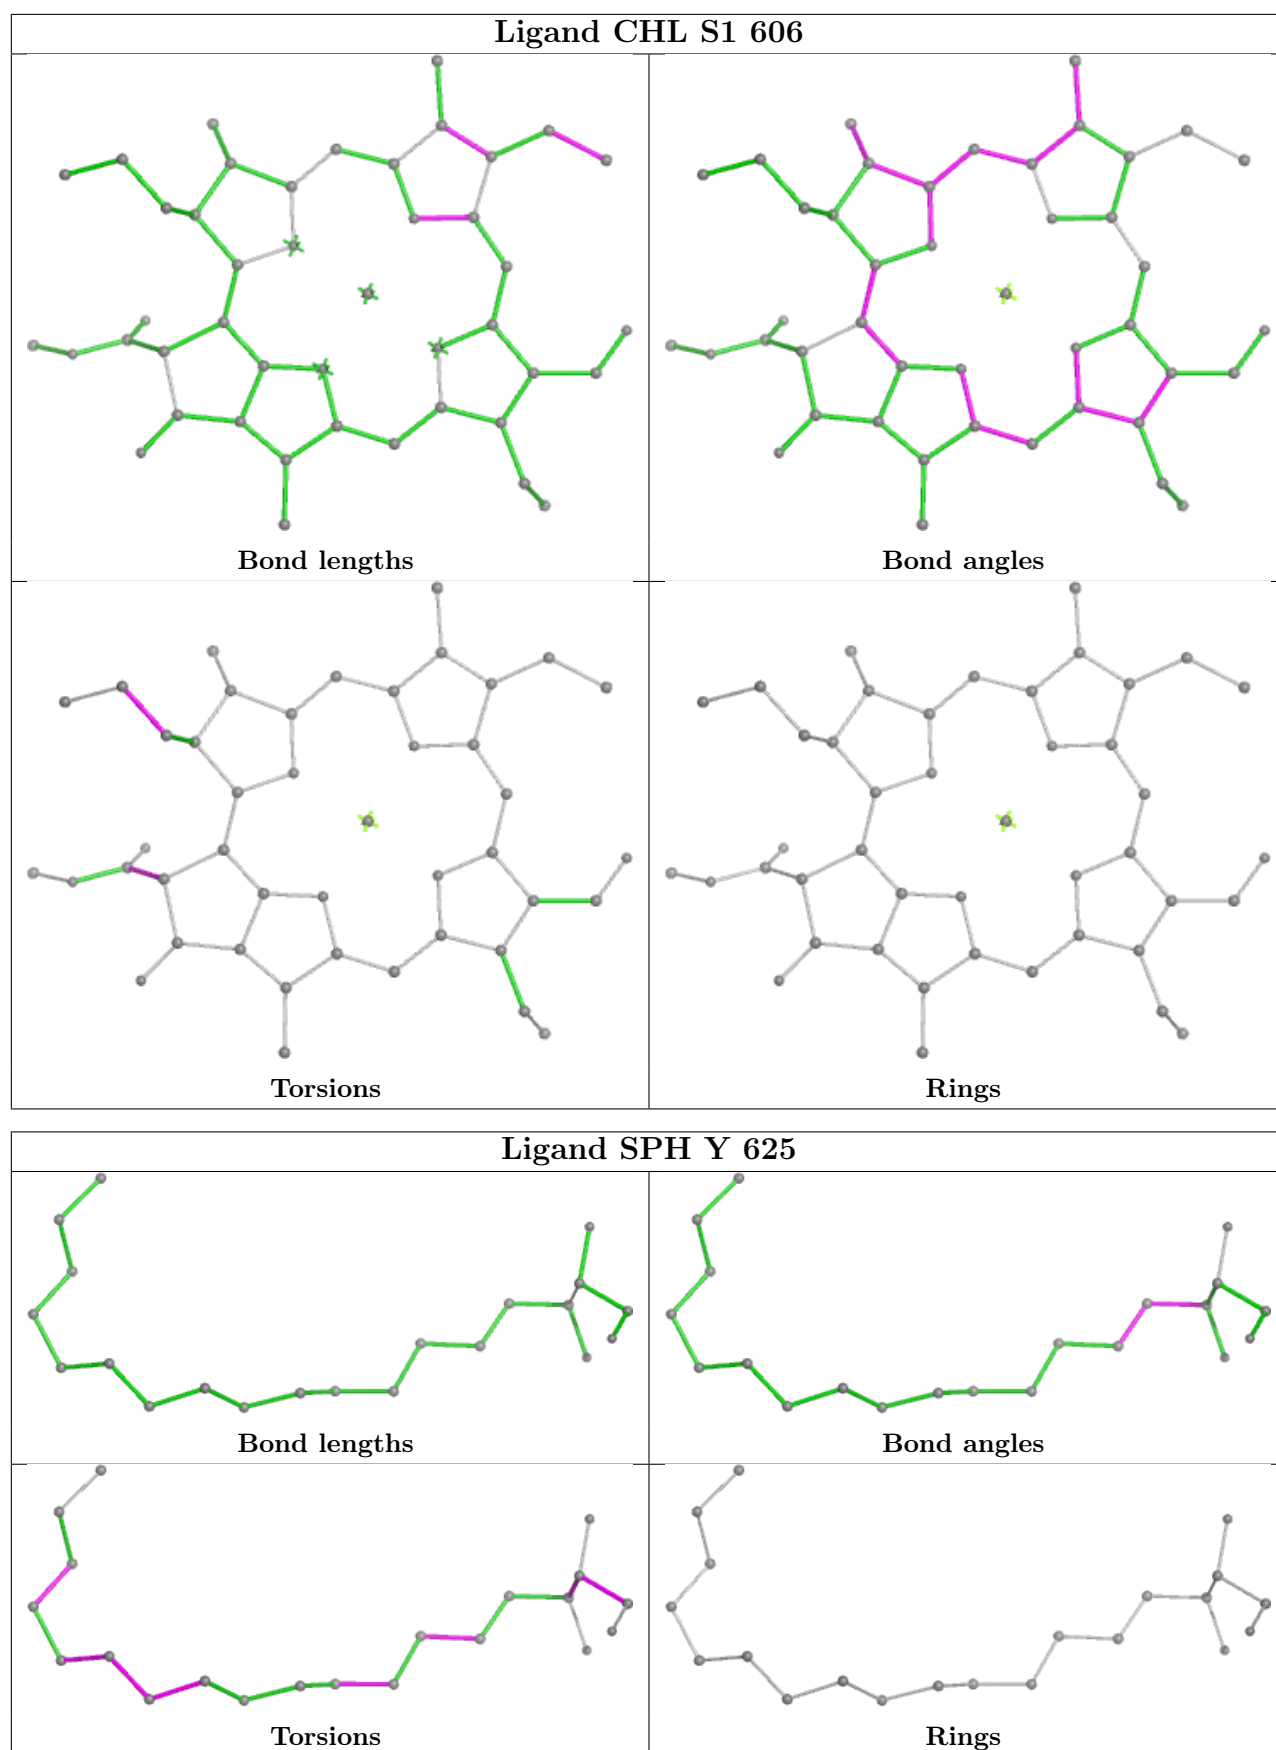 Ligand CHL S1 606
Bond lengths
Bond angles
Torsions
Rings
Ligand SPH Y 625
Bond lengths
Bond angles
Torsions
Rings